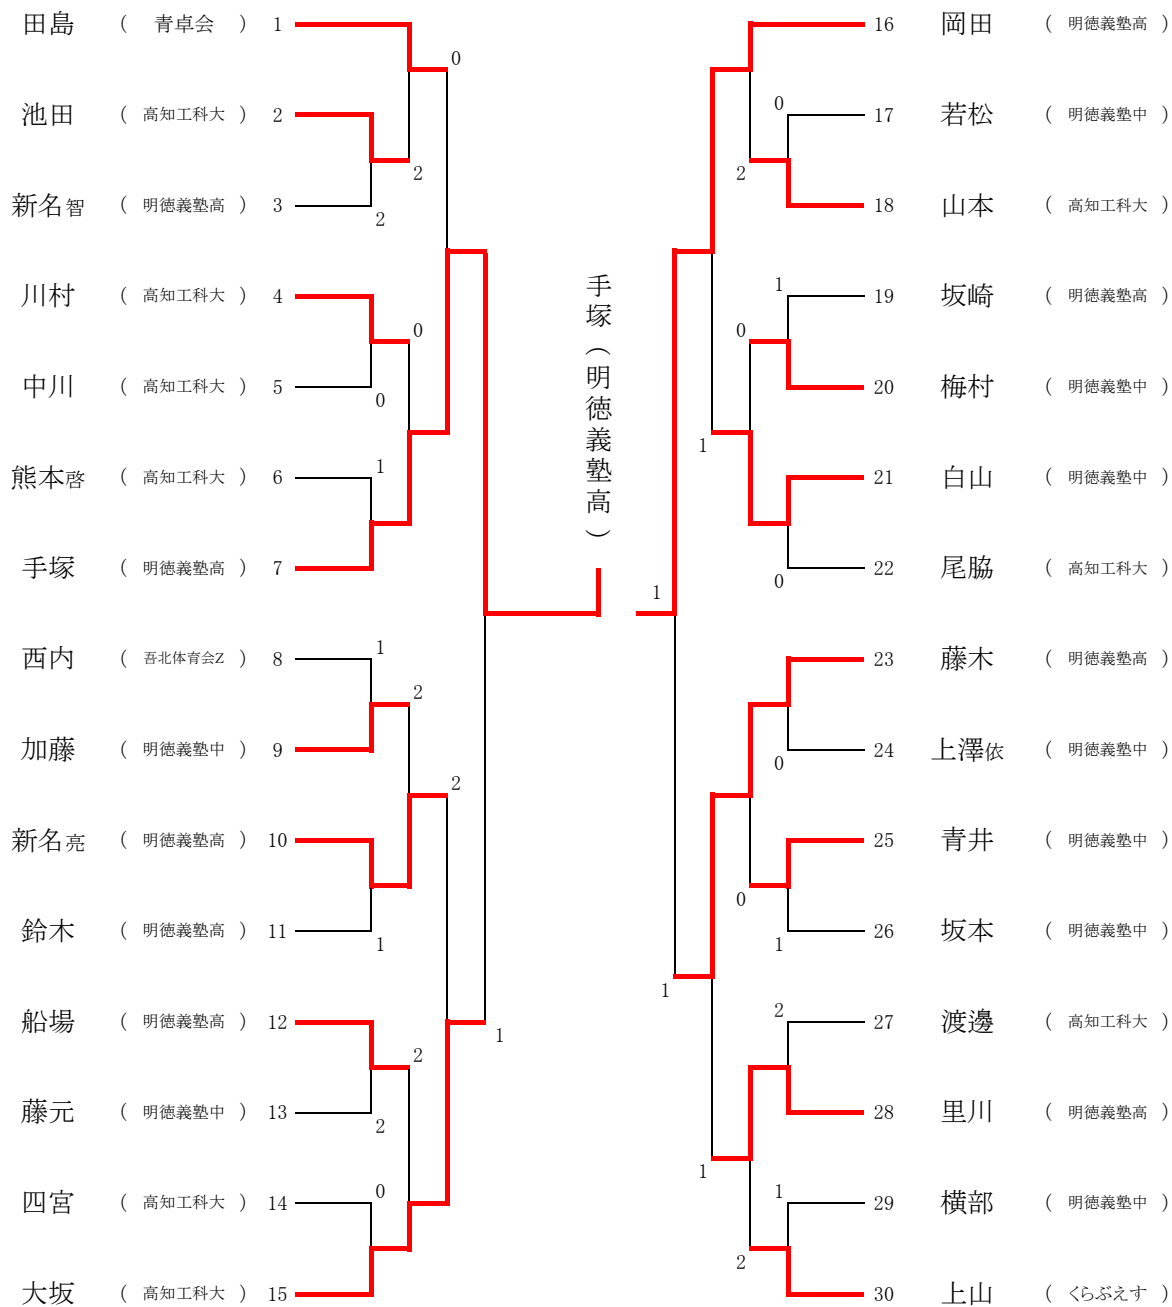 田島 （ 青卓会 ） 1
0
池田 （ 高知工科大 ） 2
2
新名智 （ 明徳義塾高 ） 3
2
川村 （ 高知工科大 ） 4
0
中川 （ 高知工科大 ） 5
0
熊本啓 （ 高知工科大 ） 6
1
手塚 （ 明徳義塾高 ） 7
西内 （ 吾北体育会Z ） 8
1
2
加藤 （ 明徳義塾中 ） 9
2
新名亮 （ 明徳義塾高 ） 10
鈴木 （ 明徳義塾高 ） 11
1
船場 （ 明徳義塾高 ） 12
1
2
藤元 （ 明徳義塾中 ） 13
2
四宮 （ 高知工科大 ） 14
0
大坂 （ 高知工科大 ） 15
手塚（明徳義塾高）
1
16 岡田 （ 明徳義塾高 ）
0
17 若松 （ 明徳義塾中 ）
2
18 山本 （ 高知工科大 ）
1
19 坂崎 （ 明徳義塾高 ）
0
20 梅村 （ 明徳義塾中 ）
1
21 白山 （ 明徳義塾中 ）
22 尾脇 （ 高知工科大 ）
0
23 藤木 （ 明徳義塾高 ）
24 上澤依 （ 明徳義塾中 ）
0
25 青井 （ 明徳義塾中 ）
0
26 坂本 （ 明徳義塾中 ）
1
1
2
27 渡邊 （ 高知工科大 ）
28 里川 （ 明徳義塾高 ）
1
1
29 横部 （ 明徳義塾中 ）
2
30 上山 （ くらぶえす ）